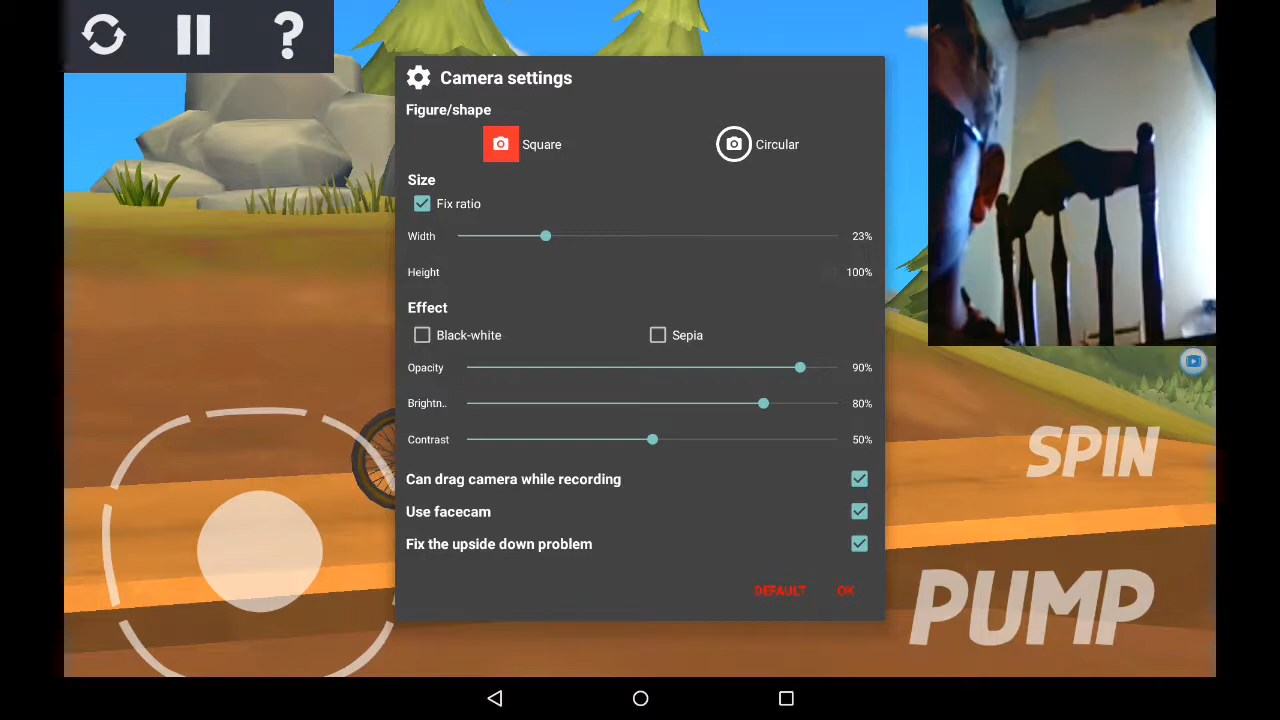 ?
Camera settings
Figure/shape
Square
Circular
Size
Fix ratio
Width
23%
Height
100%
Effect
Black-white
Sepia
Opacity
90%
Brightn..
80%
Contrast
50%
Can drag camera while recording
Use facecam
Fix the upside down problem
DEFAULT
OK
SPIN
PUMP